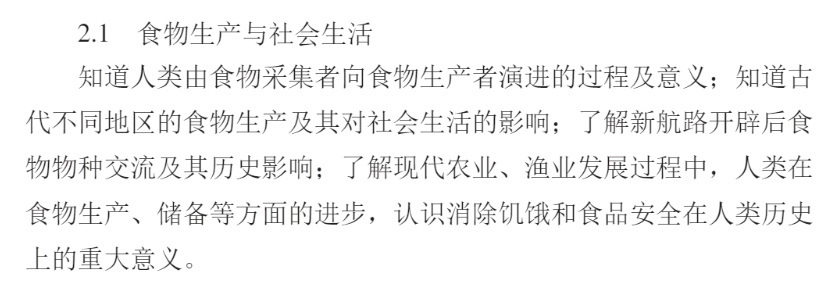 2.1 食物生产与社会生活
知道人类由食物采集者向食物生产者演进的过程及意义；知道古
代不同地区的食物生产及其对社会生活的影响；了解新航路开辟后食
物物种交流及其历史影响；了解现代农业、渔业发展过程中，人类在
食物生产、储备等方面的进步，认识消除饥饿和食品安全在人类历史
上的重大意义。